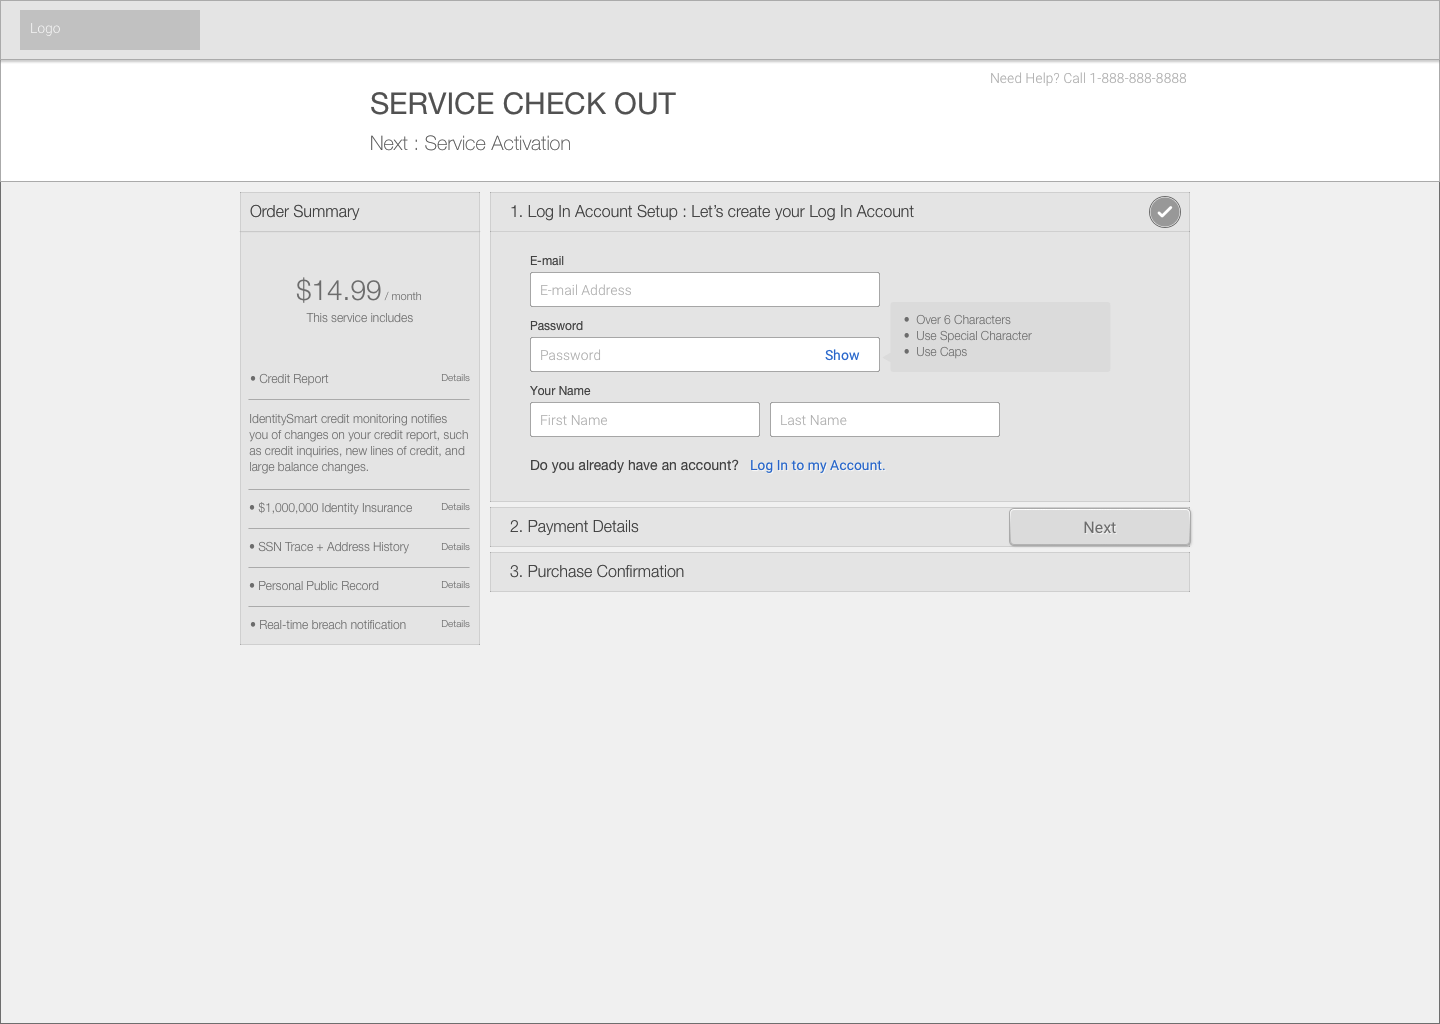 Logo
Need Help? Call 1-888-888-8888
SERVICE CHECK OUT
Next : Service Activation
Order Summary
$14.99 / month
This service includes
• Credit Report Details
IdentitySmart credit monitoring notifies
you of changes on your credit report, such
as credit inquiries, new lines of credit, and
large balance changes.
• $1,000,000 Identity Insurance Details
• SSN Trace + Address History Details
• Personal Public Record Details
• Real-time breach notification Details
1. Log In Account Setup : Let’s create your Log In Account
E-mail
E-mail Address
Password
Password Show
• Over 6 Characters
• Use Special Character
• Use Caps
Your Name
First Name Last Name
Do you already have an account? Log In to my Account.
2. Payment Details Next
3. Purchase Confirmation